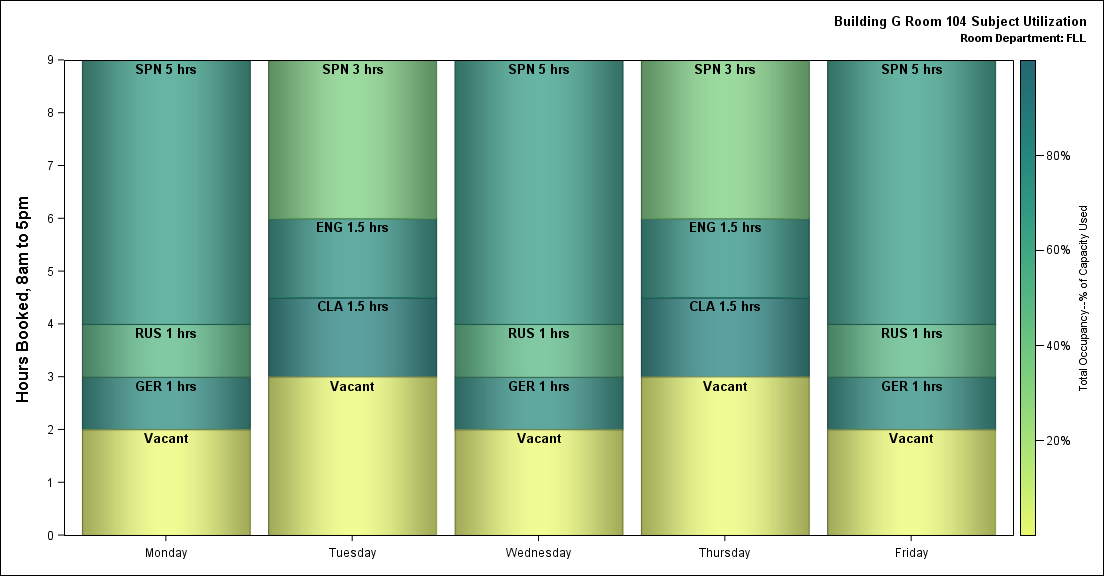 Building G Room 104 Subject Utilization
Room Department: FLL
Hours Booked, 8am to 5pm
9
8
7
6
5
4
3
2
1
0
SPN 5 hrs
RUS 1 hrs
GER 1 hrs
Vacant
SPN 3 hrs
ENG 1.5 hrs
CLA 1.5 hrs
Vacant
SPN 5 hrs
RUS 1 hrs
GER 1 hrs
Vacant
SPN 3 hrs
ENG 1.5 hrs
CLA 1.5 hrs
Vacant
SPN 5 hrs
RUS 1 hrs
GER 1 hrs
Vacant
Monday
Tuesday
Wednesday
Thursday
Friday
80%
60%
40%
20%
Total Occupancy--% of Capacity Used